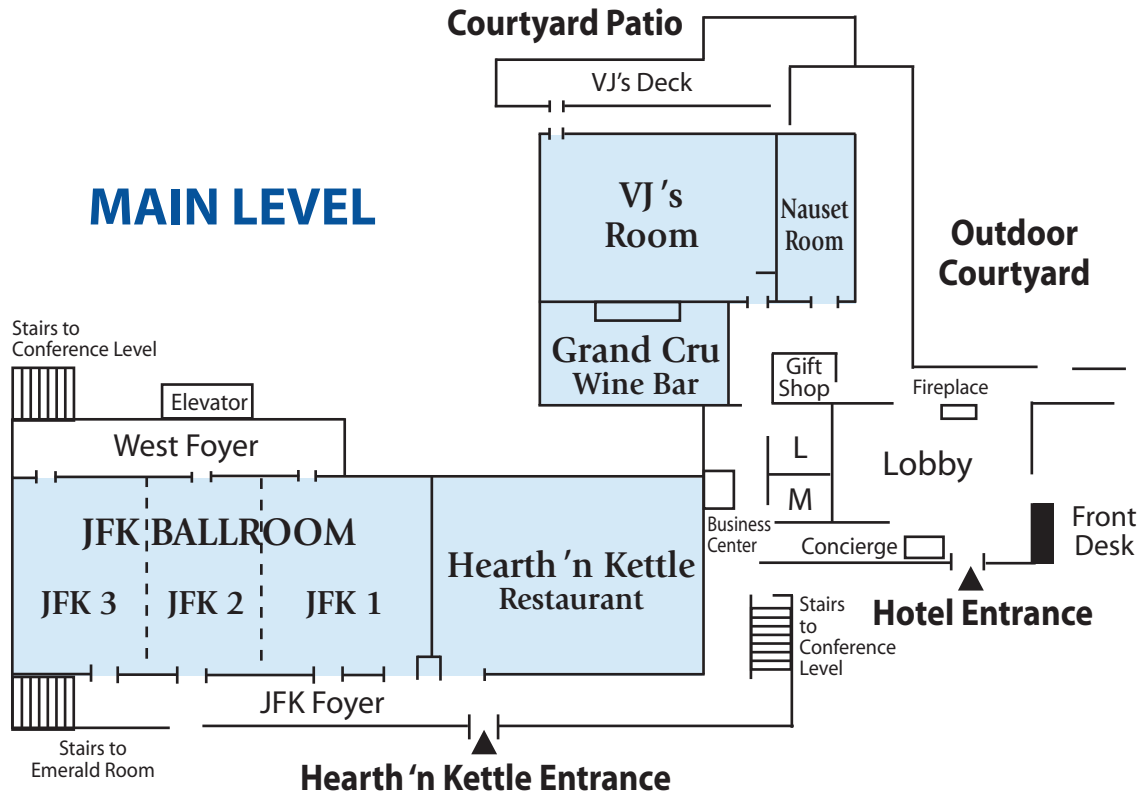 Courtyard Patio
VJ's Deck
MAIN LEVEL
VJ's
Room
Nauset
Room
Outdoor
Courtyard
Stairs to
Conference Level
Grand Cru
Wine Bar
Gift
Shop
Fireplace
Elevator
West Foyer
L
M
Lobby
JFK BALLROOM
JFK 3
JFK 2
JFK 1
Hearth 'n Kettle
Restaurant
Business
Center
Concierge
Front
Desk
Hotel Entrance
Stairs
to
Conference
Level
JFK Foyer
Stairs to
Emerald Room
Hearth 'n Kettle Entrance